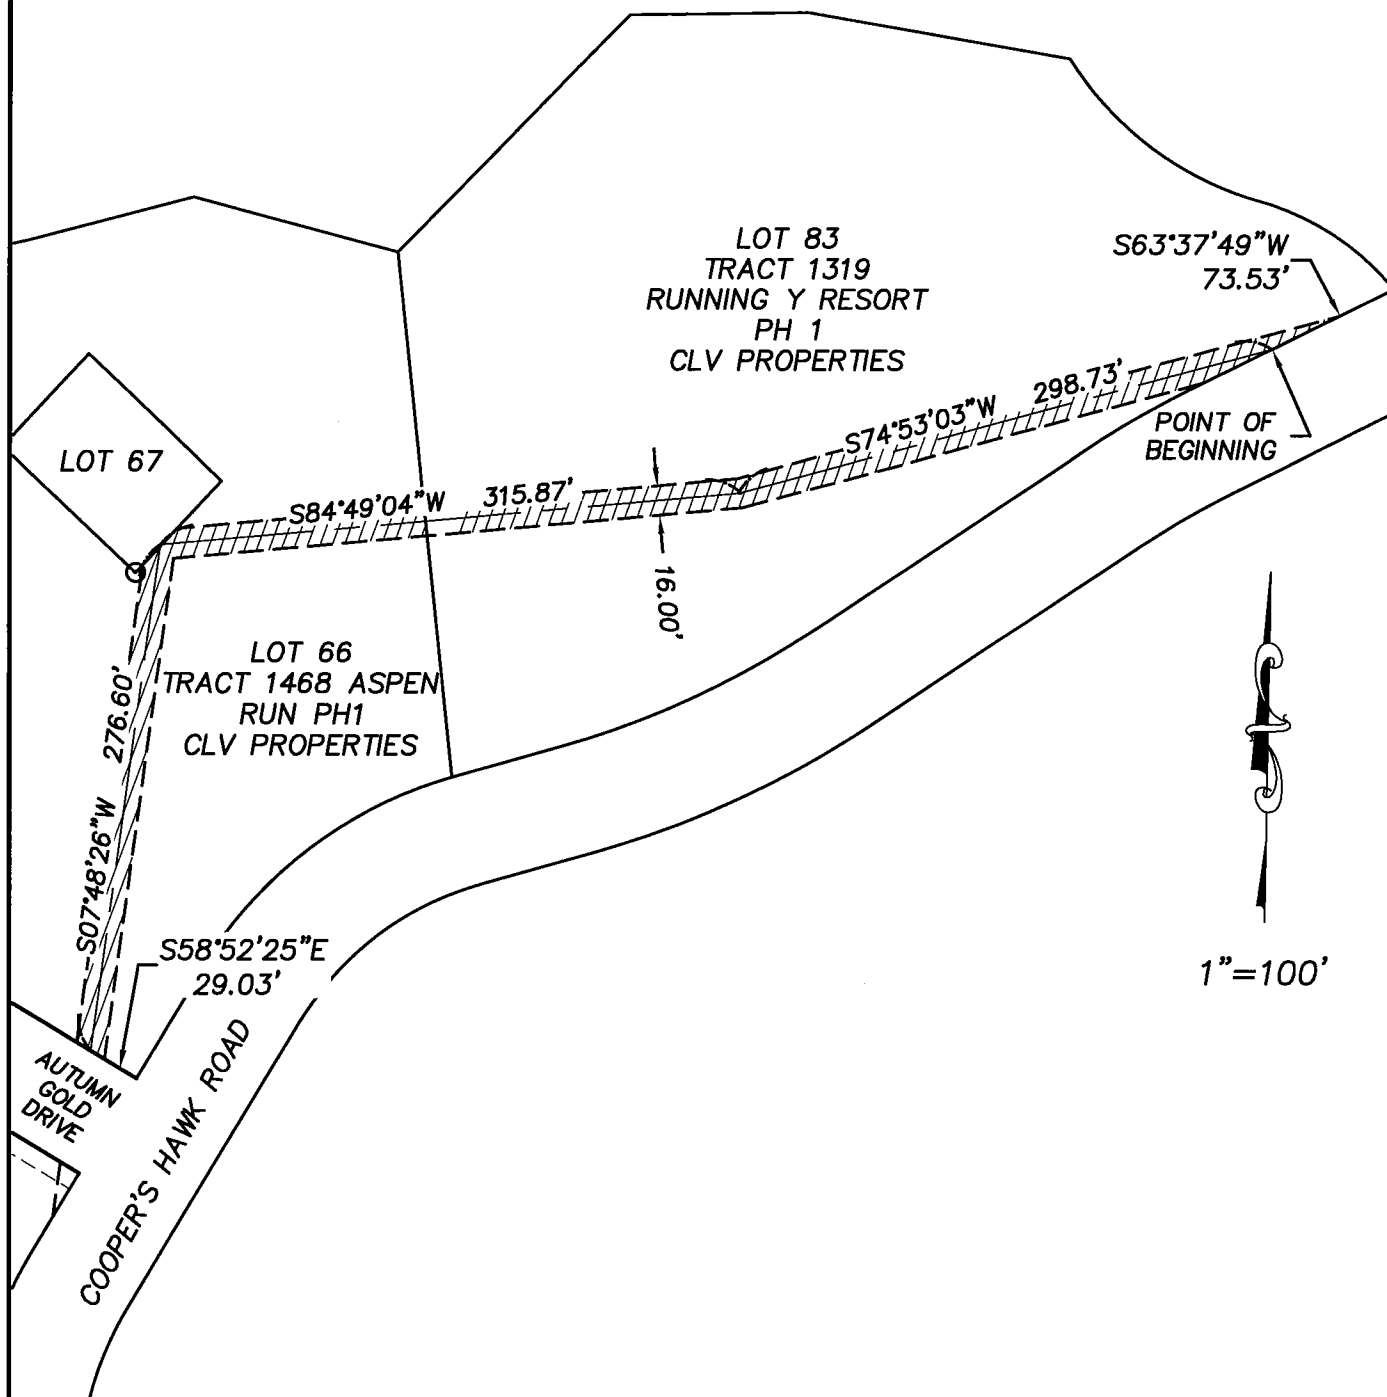 LOT 83
TRACT 1319
RUNNING Y RESORT
PH 1
CLV PROPERTIES
S63°37'49"W
73.53'
POINT OF
BEGINNING
298.73'
S74°53'03"W
315.87'
S84°49'04"W
LOT 67
16.00'
LOT 66
TRACT 1468 ASPEN
RUN PH1
CLV PROPERTIES
276.60'
S07°48'26"W
S58°52'25"E
29.03'
1"=100'
AUTUMN
GOLD
DRIVE
COOPER'S HAWK ROAD